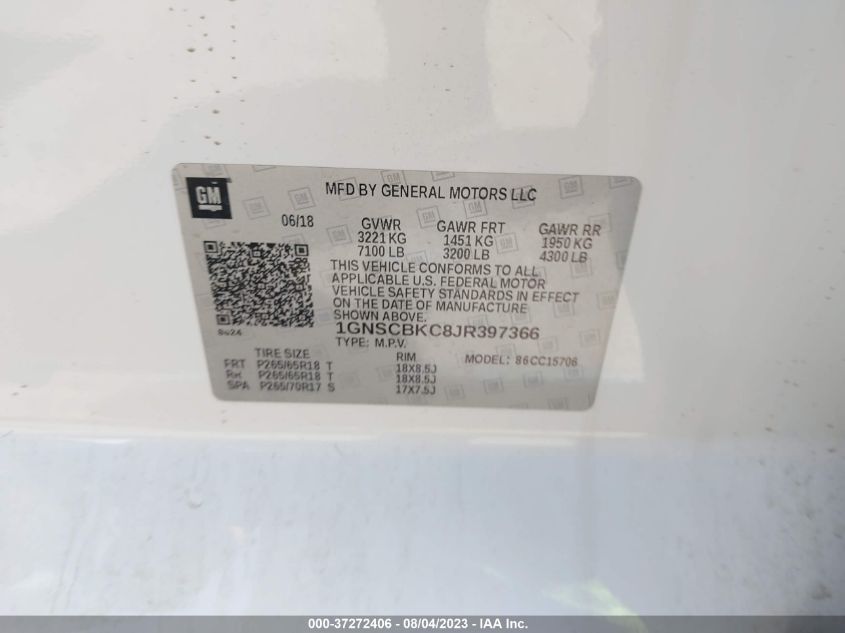 GM
MFD BY GENERAL MOTORS LLC
06/18
GVWR GAWR FRT GAWR RR
3221 KG 1451 KG 1950 KG
7100 LB 3200 LB 4300 LB
THIS VEHICLE CONFORMS TO ALL
APPLICABLE U.S. FEDERAL MOTOR
VEHICLE SAFETY STANDARDS IN EFFECT
ON THE DATE OF MANUFACTURE
SHOWN ABOVE.
1GNSCBKC8JR397366
TYPE: M.P.V. MODEL: 86CC15706
TIRE SIZE RIM
FRT P265/65R18 T 18X8.5J
RR P265/65R18 T 18X8.5J
SPA P265/70R17 S 17X7.5J
000-37272406 - 08/04/2023 - IAA Inc.